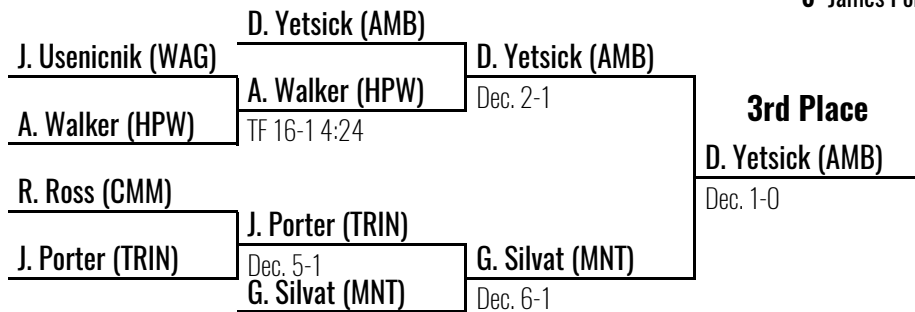 D. Yetsick (AMB)
J. Usenicnik (WAG)
D. Yetsick (AMB)
A. Walker (HPW)
Dec. 2-1
3rd Place
A. Walker (HPW)
TF 16-1 4:24
D. Yetsick (AMB)
R. Ross (CMM)
Dec. 1-0
J. Porter (TRIN)
J. Porter (TRIN)
Dec. 5-1
G. Silvat (MNT)
G. Silvat (MNT)
Dec. 6-1